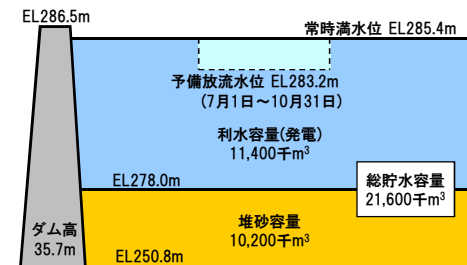 EL286.5m
常時満水位 EL285.4m
予備放流水位 EL283.2m
(7月1日～10月31日)
利水容量(発電)
11,400千m³
EL278.0m
総貯水容量
21,600千m³
堆砂容量
10,200千m³
ダム高
35.7m
EL250.8m